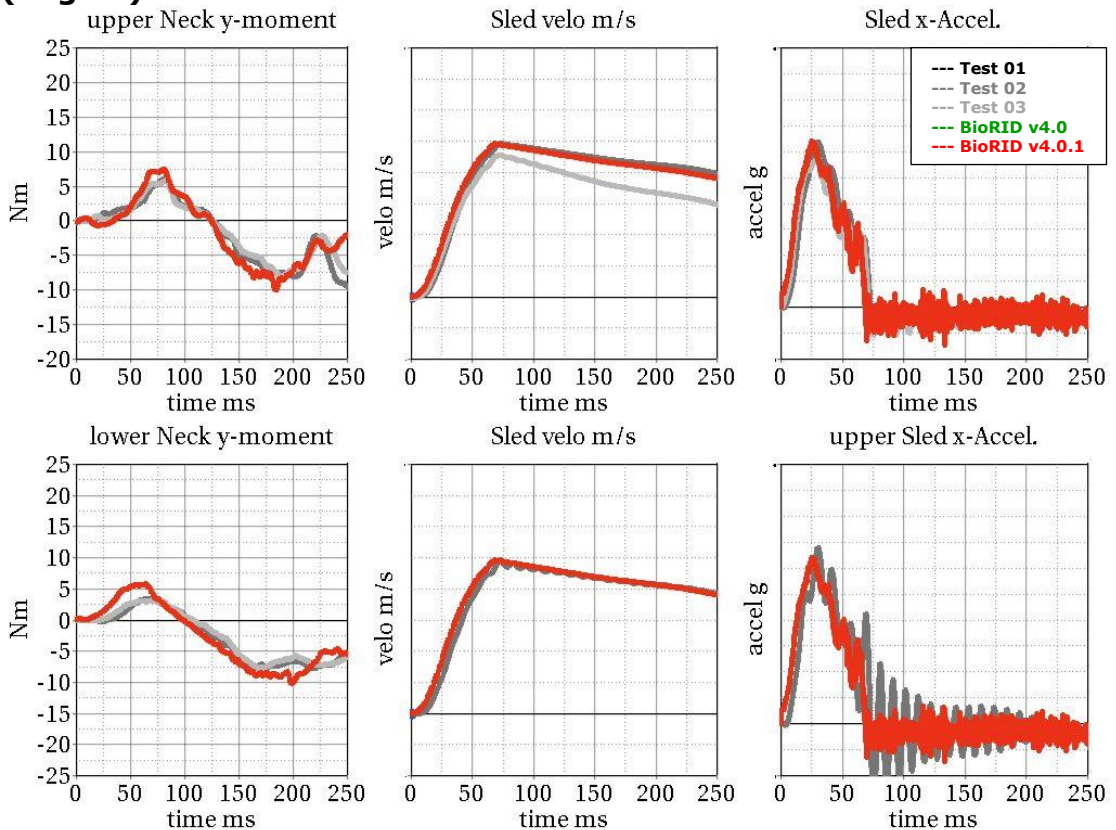 upper Neck y-moment
Sled velo m/s
Sled x-Accel.
25
20
15
10
5
0
-5
-10
-15
-20
Nm
0 50 100 150 200 250
time ms
velo m/s
0 50 100 150 200 250
time ms
accel g
0 50 100 150 200 250
time ms
--- Test 01
--- Test 02
--- Test 03
--- BioRID v4.0
--- BioRID v4.0.1
lower Neck y-moment
Sled velo m/s
upper Sled x-Accel.
25
20
15
10
5
0
-5
-10
-15
-20
-25
Nm
0 50 100 150 200 250
time ms
velo m/s
0 50 100 150 200 250
time ms
accel g
0 50 100 150 200 250
time ms